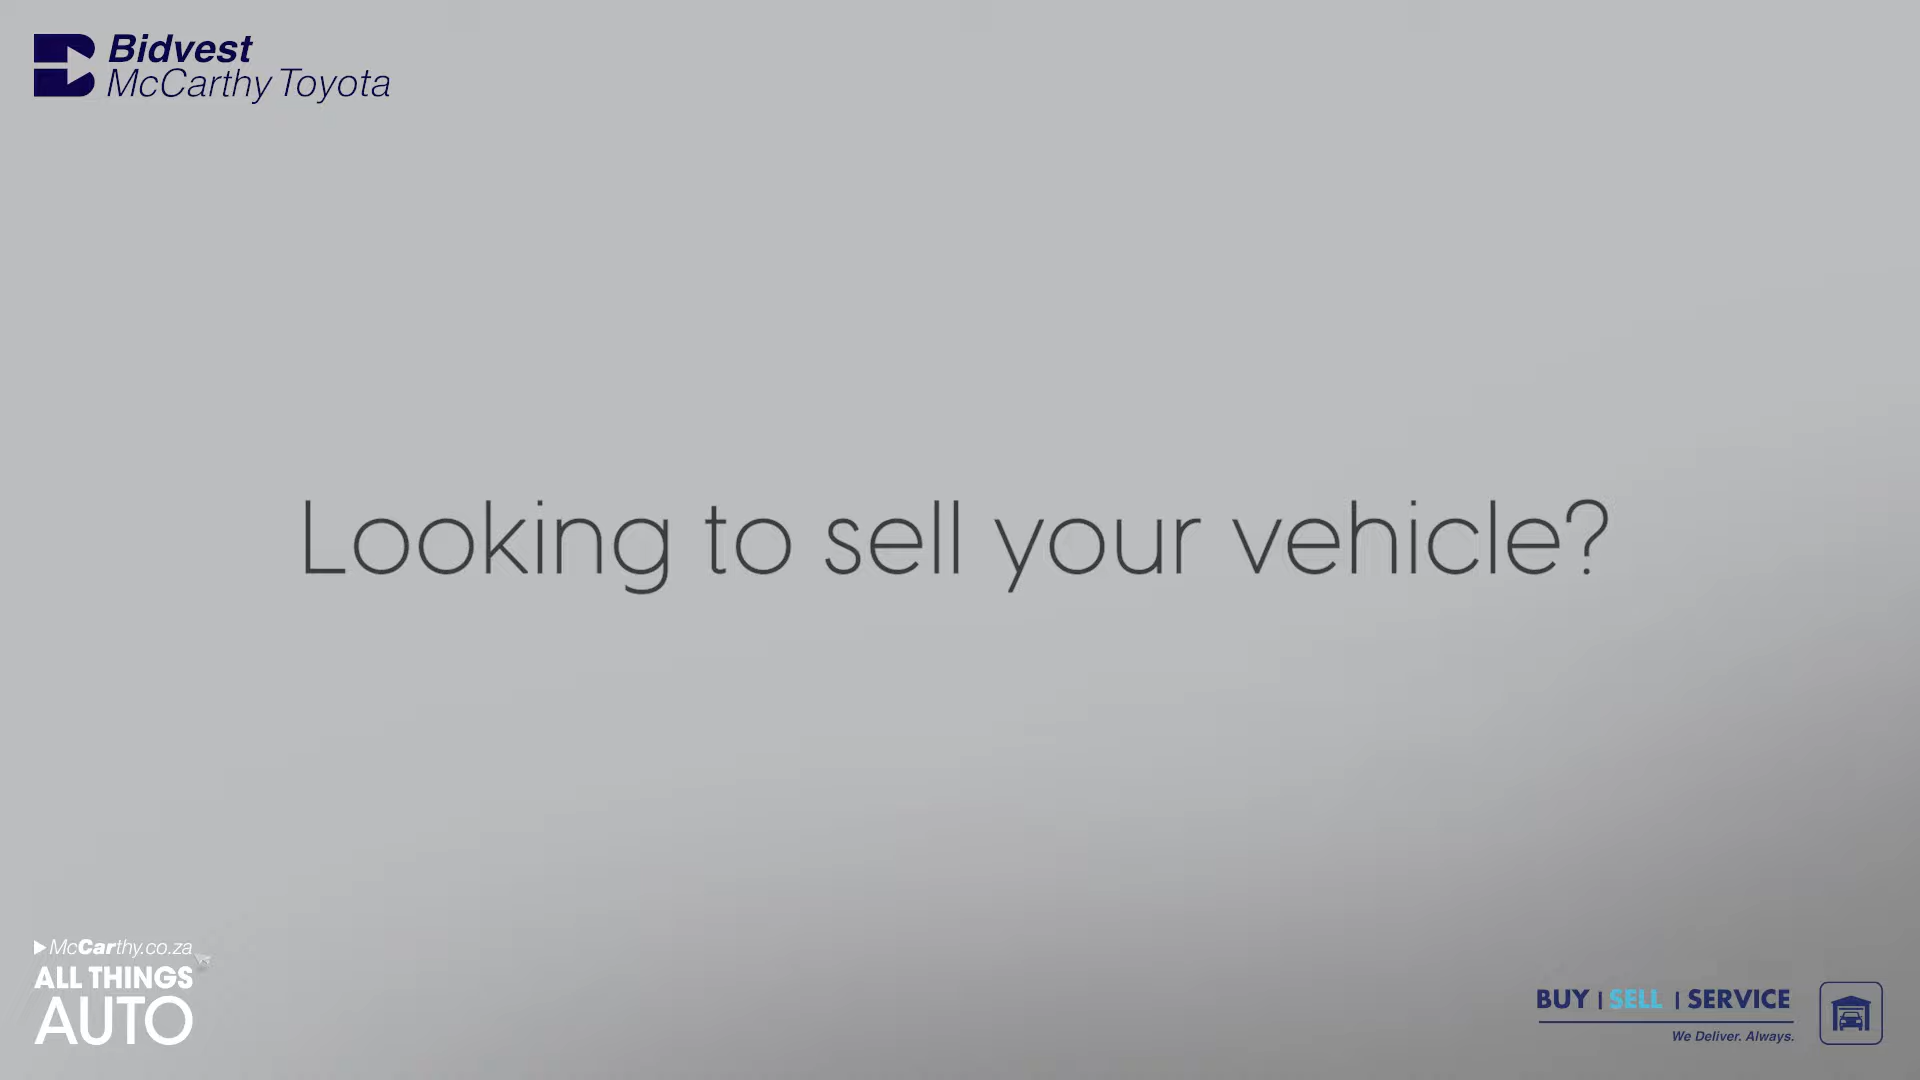 Bidvest
McCarthy Toyota
Looking to sell your vehicle?
McCarthy.co.za
ALL THINGS
AUTO
BUY | SELL | SERVICE
We Deliver. Always.